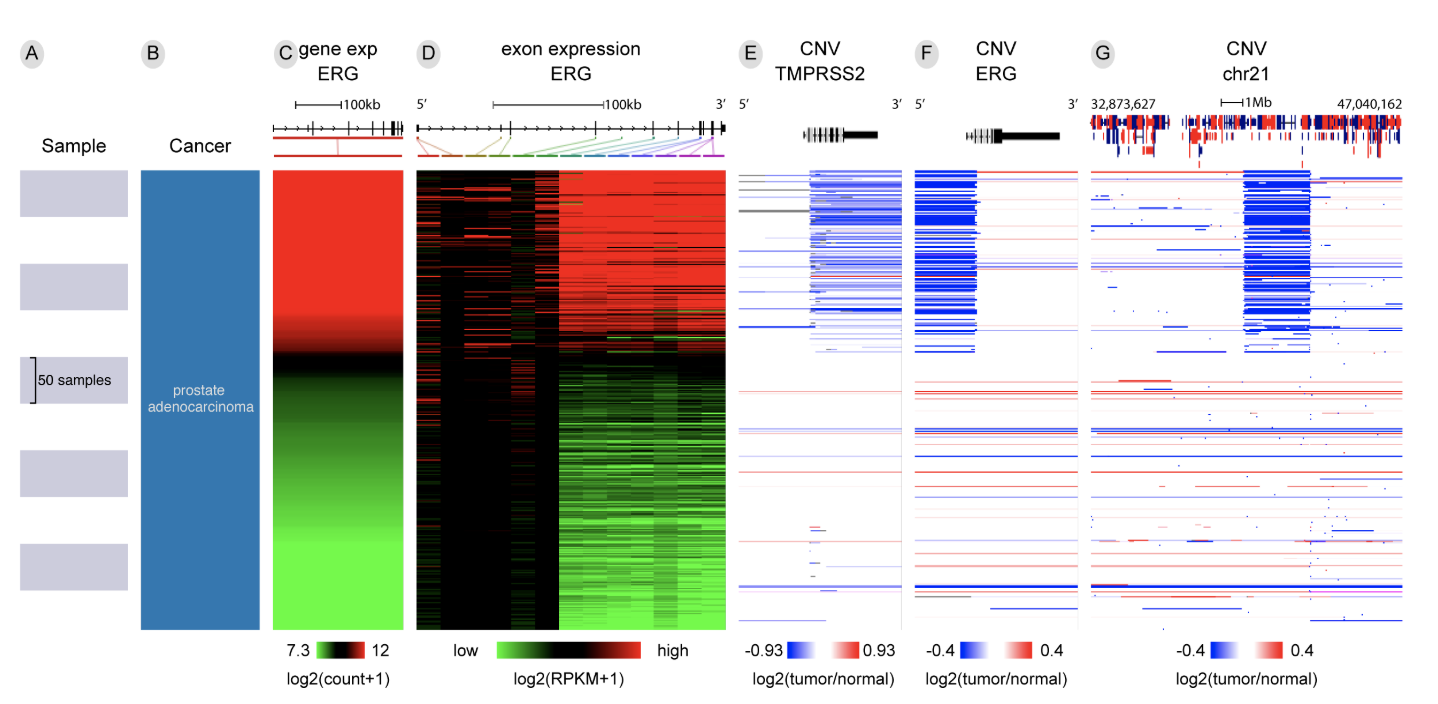 A
B
C gene exp
ERG
D exon expression
ERG
E CNV
TMPRSS2
F CNV
ERG
G CNV
chr21
100kb
5′ 100kb 3′
5′ 3′
5′ 3′
32,873,627 1Mb 47,040,162
Sample
Cancer
50 samples
prostate
adenocarcinoma
7.3 12
log2(count+1)
low high
log2(RPKM+1)
-0.93 0.93
log2(tumor/normal)
-0.4 0.4
log2(tumor/normal)
-0.4 0.4
log2(tumor/normal)